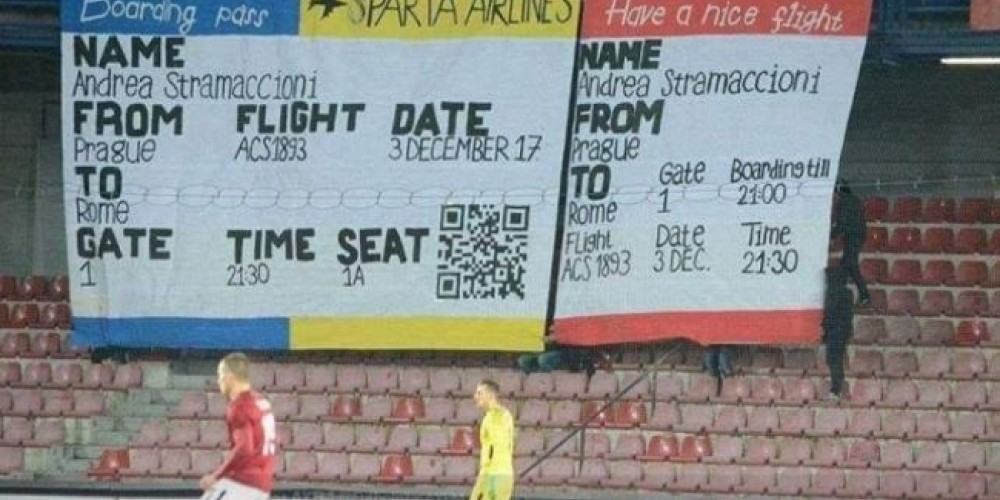 Boarding pass SPARTA AIRLINES
NAME
Andrea Stramaccioni
FROM FLIGHT DATE
Prague ACS1893 3 DECEMBER 17
TO
Rome
GATE TIME SEAT
1 21:30 1A
Have a nice flight
NAME
Andrea Stramaccioni
FROM
Prague
TO Gate Boarding till
Rome 1 21:00
Flight Date Time
ACS 1893 3 DEC. 21:30